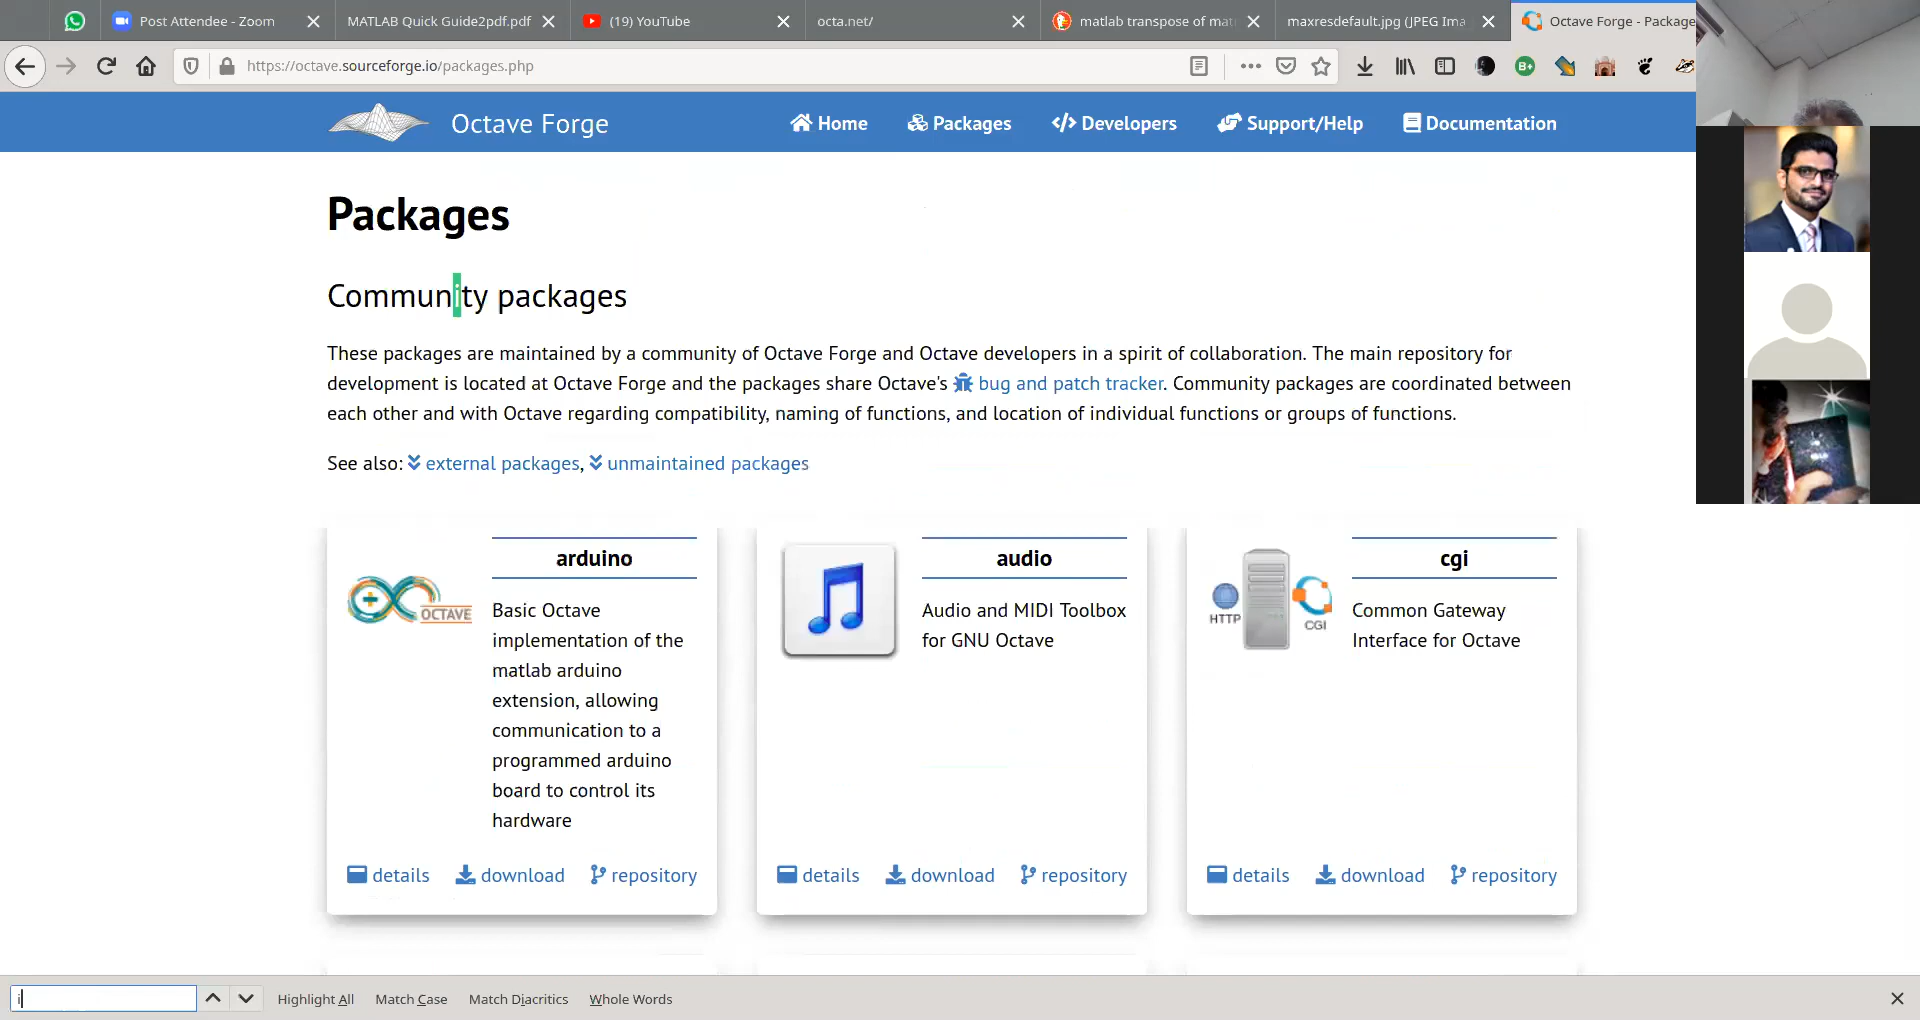 Post Attendee - Zoom
MATLAB Quick Guide2pdf.pdf
(19) YouTube
octa.net/
matlab transpose of mat
maxresdefault.jpg (JPEG Ima
Octave Forge - Package
https://octave.sourceforge.io/packages.php
B+
Octave Forge
Home
Packages
Developers
Support/Help
Documentation
Packages
Community packages
These packages are maintained by a community of Octave Forge and Octave developers in a spirit of collaboration. The main repository for
development is located at Octave Forge and the packages share Octave's bug and patch tracker. Community packages are coordinated between
each other and with Octave regarding compatibility, naming of functions, and location of individual functions or groups of functions.
See also: external packages, unmaintained packages
OCTAVE
arduino
Basic Octave
implementation of the
matlab arduino
extension, allowing
communication to a
programmed arduino
board to control its
hardware
details download repository
audio
Audio and MIDI Toolbox
for GNU Octave
details download repository
HTTP
CGI
cgi
Common Gateway
Interface for Octave
details download repository
i
Highlight All
Match Case
Match Diacritics
Whole Words